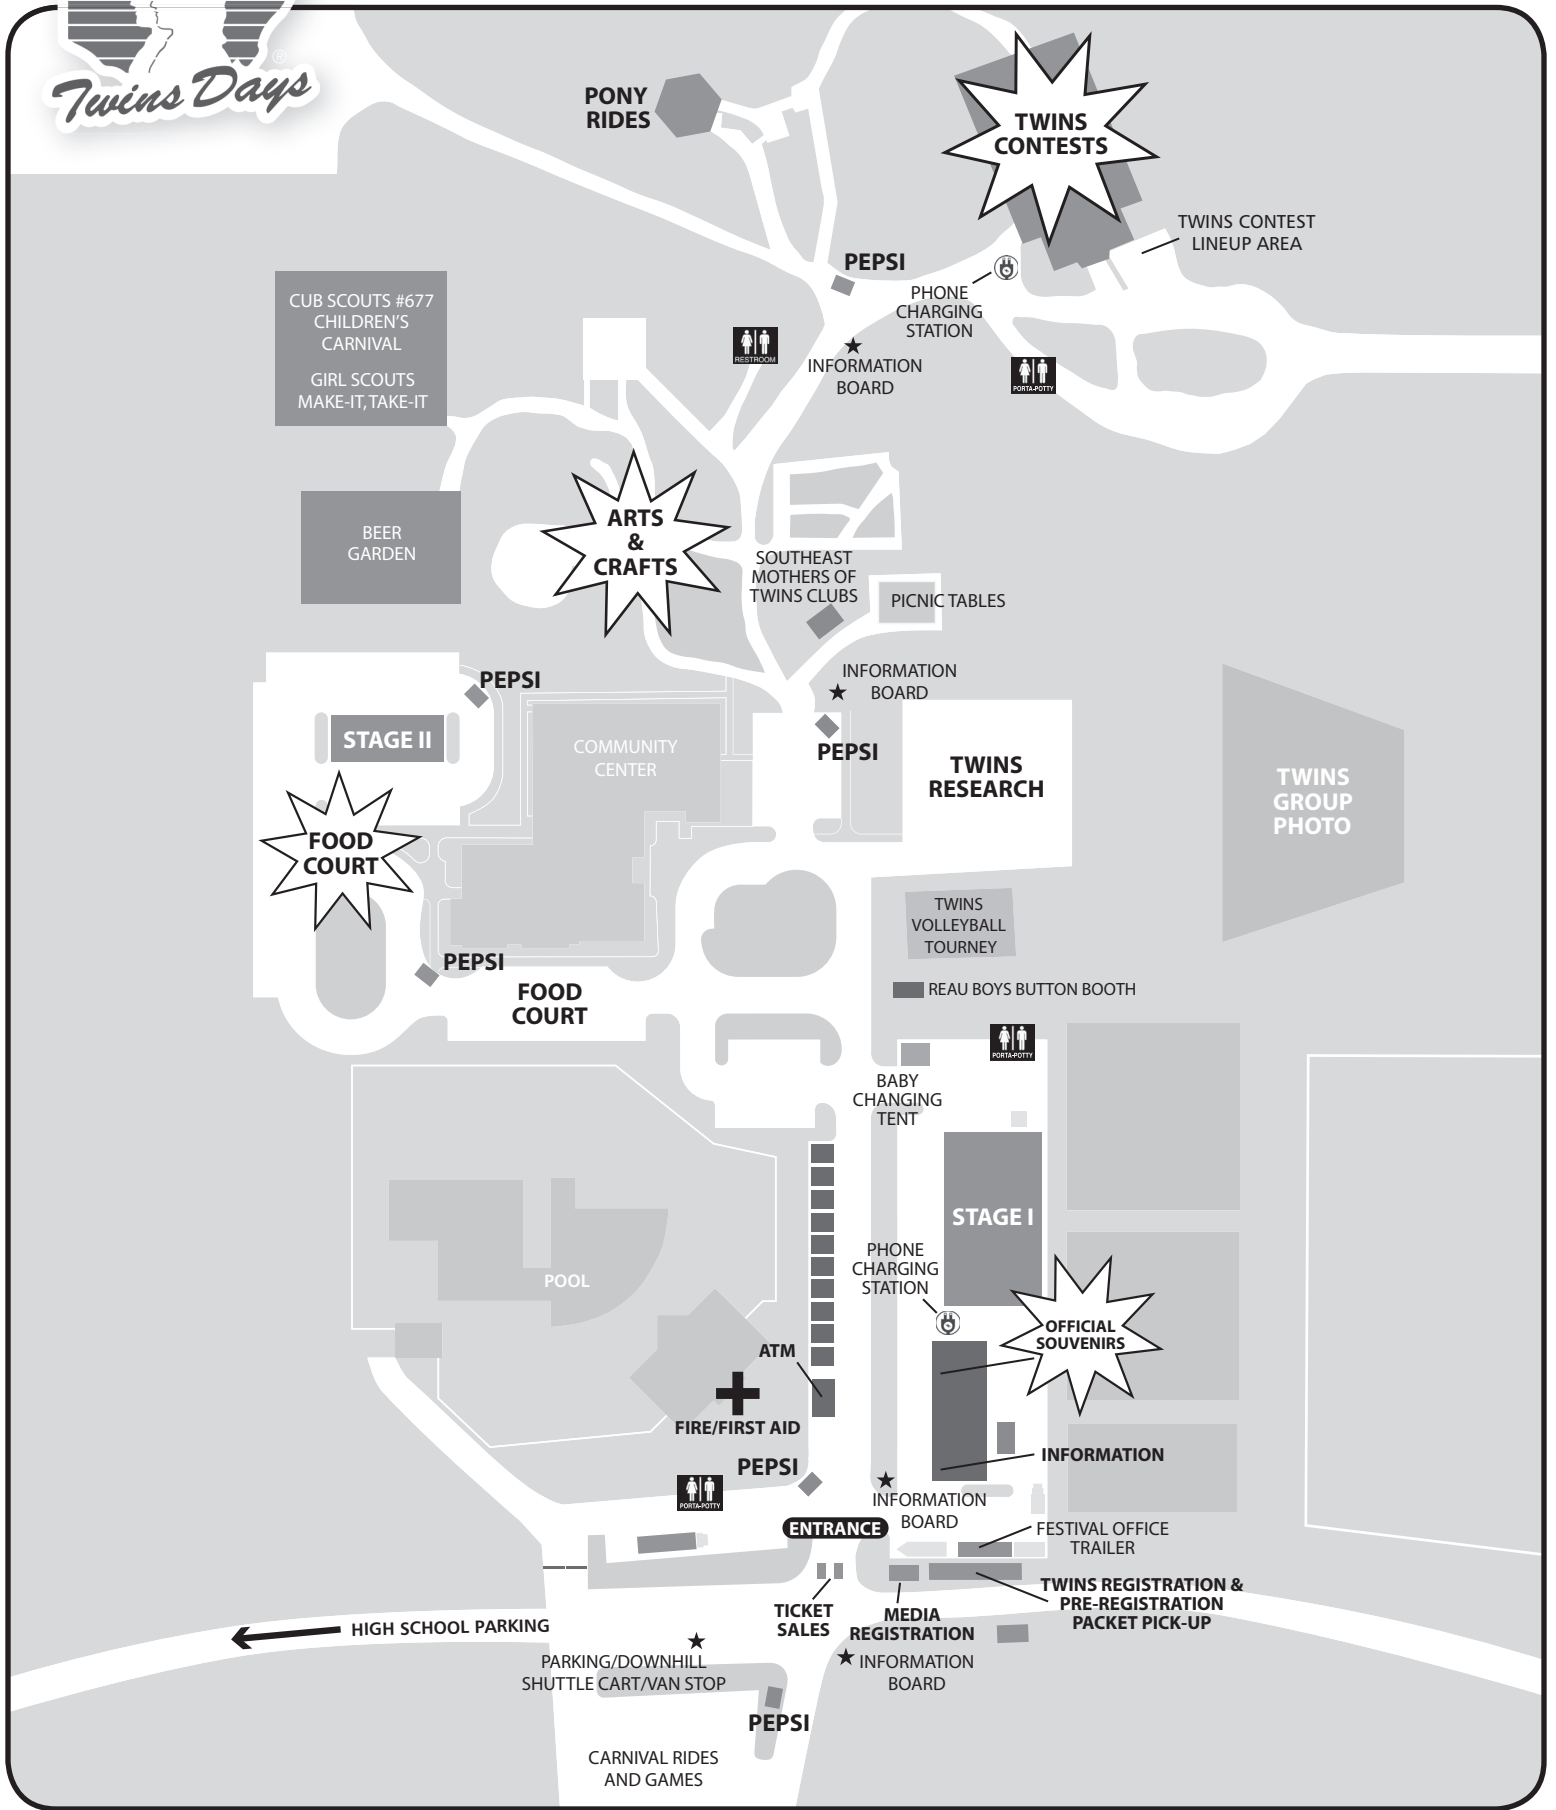 Twins Days
®
PONY
RIDES
TWINS
CONTESTS
TWINS CONTEST
LINEUP AREA
PEPSI
PHONE
CHARGING
STATION
CUB SCOUTS #677
CHILDREN'S
CARNIVAL
GIRL SCOUTS
MAKE-IT, TAKE-IT
RESTROOM
INFORMATION
BOARD
PORTA-POTTY
BEER
GARDEN
ARTS
&
CRAFTS
SOUTHEAST
MOTHERS OF
TWINS CLUBS
PICNIC TABLES
PEPSI
INFORMATION
BOARD
STAGE II
COMMUNITY
CENTER
PEPSI
TWINS
RESEARCH
TWINS
GROUP
PHOTO
FOOD
COURT
TWINS
VOLLEYBALL
TOURNEY
PEPSI
FOOD
COURT
REAU BOYS BUTTON BOOTH
PORTA-POTTY
BABY
CHANGING
TENT
STAGE I
PHONE
CHARGING
STATION
POOL
OFFICIAL
SOUVENIRS
ATM
FIRE/FIRST AID
INFORMATION
PEPSI
PORTA-POTTY
INFORMATION
BOARD
ENTRANCE
FESTIVAL OFFICE
TRAILER
TWINS REGISTRATION &
PRE-REGISTRATION
PACKET PICK-UP
TICKET
SALES
MEDIA
REGISTRATION
HIGH SCHOOL PARKING
PARKING/DOWNHILL
SHUTTLE CART/VAN STOP
INFORMATION
BOARD
PEPSI
CARNIVAL RIDES
AND GAMES